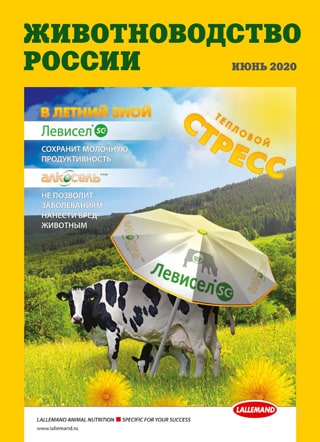 ЖИВОТНОВОДСТВО
РОССИИ
ИЮНЬ 2020
В ЛЕТНИЙ ЗНОЙ
Левисел SC
СОХРАНИТ МОЛОЧНУЮ
ПРОДУКТИВНОСТЬ
алкосель
НЕ ПОЗВОЛИТ
ЗАБОЛЕВАНИЯМ
НАНЕСТИ ВРЕД
ЖИВОТНЫМ
ТЕПЛОВОЙ
СТРЕСС
Левисел SC
LALLEMAND
LALLEMAND ANIMAL NUTRITION ■ SPECIFIC FOR YOUR SUCCESS
www.lallemand.ru